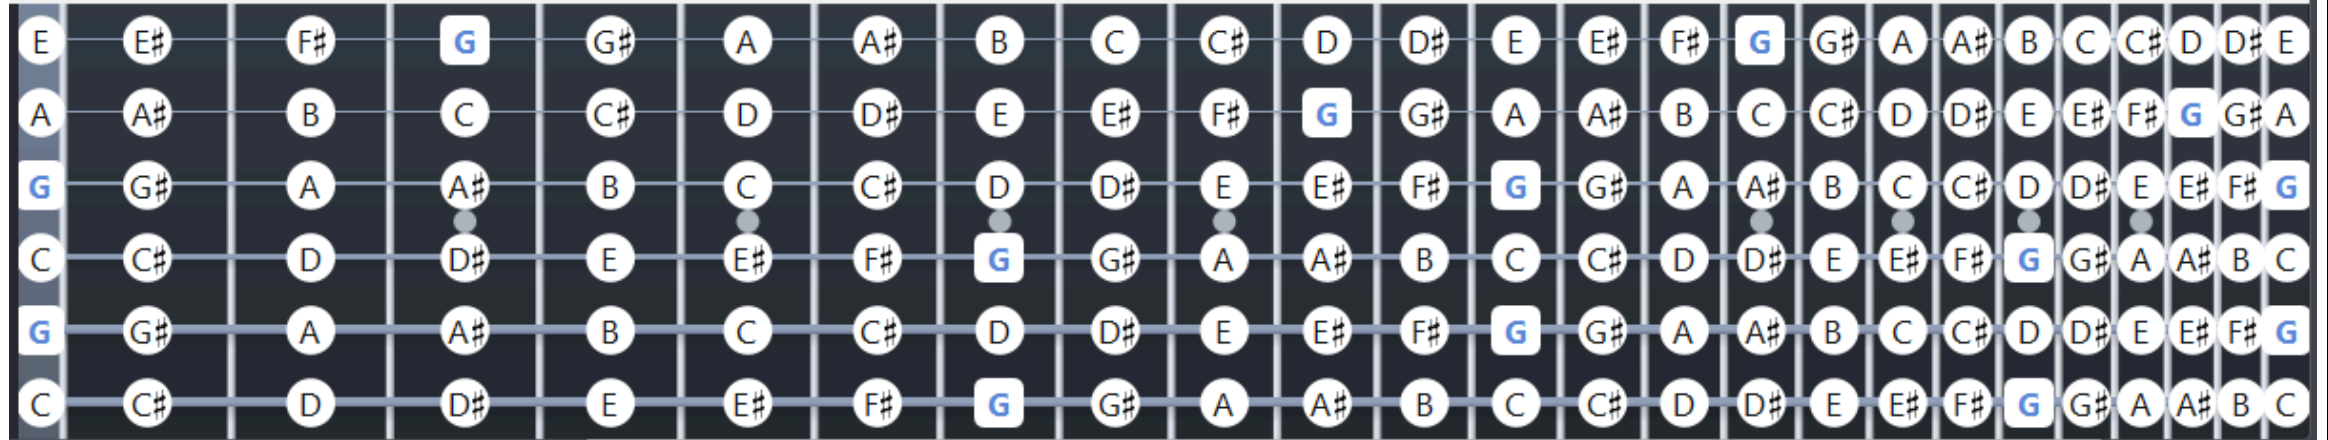 E E♯ F♯ G G♯ A A♯ B C C♯ D D♯ E E♯ F♯ G G♯ A A♯ B C C♯ D D♯ E
A A♯ B C C♯ D D♯ E E♯ F♯ G G♯ A A♯ B C C♯ D D♯ E E♯ F♯ G G♯ A
G G♯ A A♯ B C C♯ D D♯ E E♯ F♯ G G♯ A A♯ B C C♯ D D♯ E E♯ F♯ G
C C♯ D D♯ E E♯ F♯ G G♯ A A♯ B C C♯ D D♯ E E♯ F♯ G G♯ A A♯ B C
G G♯ A A♯ B C C♯ D D♯ E E♯ F♯ G G♯ A A♯ B C C♯ D D♯ E E♯ F♯ G
C C♯ D D♯ E E♯ F♯ G G♯ A A♯ B C C♯ D D♯ E E♯ F♯ G G♯ A A♯ B C